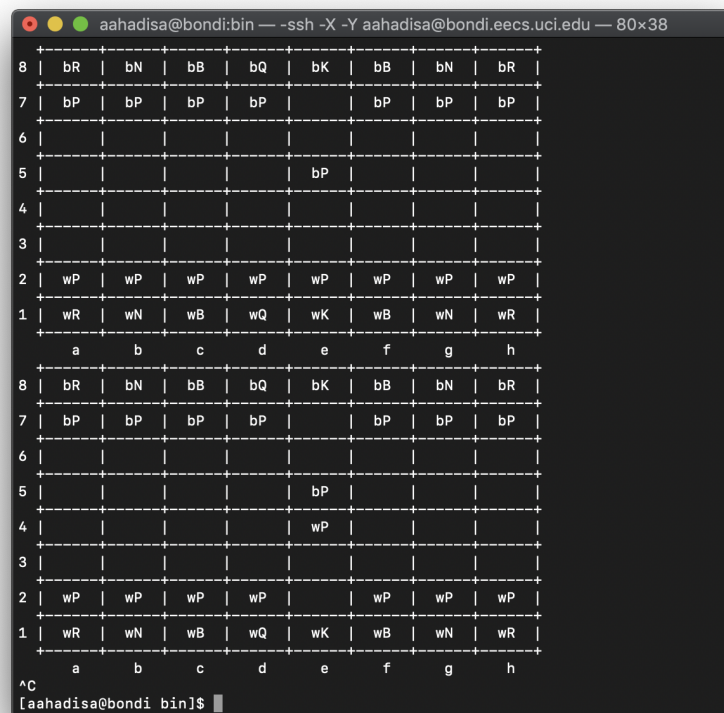 aahadisa@bondi:bin — -ssh -X -Y aahadisa@bondi.eecs.uci.edu — 80×38
+------+------+------+------+------+------+------+------+
8 | bR | bN | bB | bQ | bK | bB | bN | bR |
+------+------+------+------+------+------+------+------+
7 | bP | bP | bP | bP | | bP | bP | bP |
+------+------+------+------+------+------+------+------+
6 | | | | | | | | |
+------+------+------+------+------+------+------+------+
5 | | | | | bP | | | |
+------+------+------+------+------+------+------+------+
4 | | | | | | | | |
+------+------+------+------+------+------+------+------+
3 | | | | | | | | |
+------+------+------+------+------+------+------+------+
2 | wP | wP | wP | wP | wP | wP | wP | wP |
+------+------+------+------+------+------+------+------+
1 | wR | wN | wB | wQ | wK | wB | wN | wR |
+------+------+------+------+------+------+------+------+
a b c d e f g h
+------+------+------+------+------+------+------+------+
8 | bR | bN | bB | bQ | bK | bB | bN | bR |
+------+------+------+------+------+------+------+------+
7 | bP | bP | bP | bP | | bP | bP | bP |
+------+------+------+------+------+------+------+------+
6 | | | | | | | | |
+------+------+------+------+------+------+------+------+
5 | | | | | bP | | | |
+------+------+------+------+------+------+------+------+
4 | | | | | wP | | | |
+------+------+------+------+------+------+------+------+
3 | | | | | | | | |
+------+------+------+------+------+------+------+------+
2 | wP | wP | wP | wP | | wP | wP | wP |
+------+------+------+------+------+------+------+------+
1 | wR | wN | wB | wQ | wK | wB | wN | wR |
+------+------+------+------+------+------+------+------+
a b c d e f g h
^C
[aahadisa@bondi bin]$